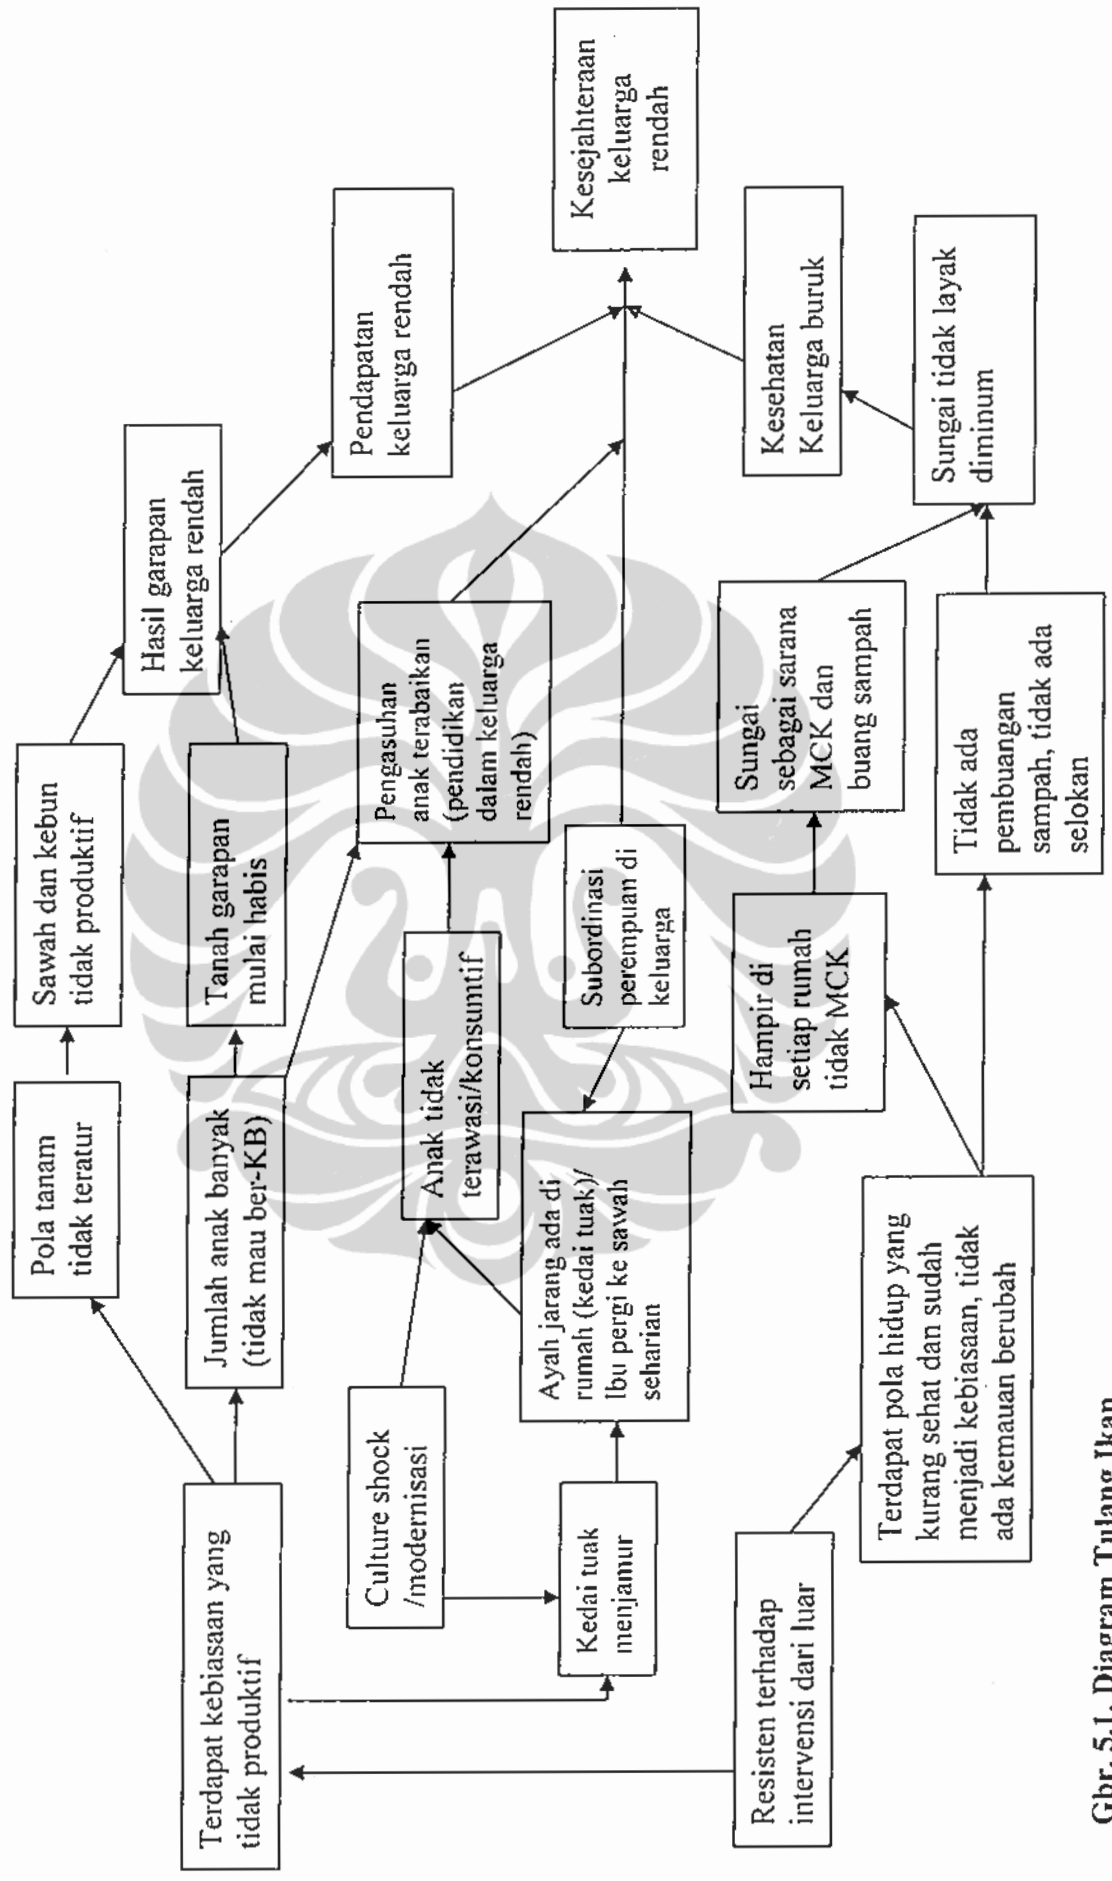 Terdapat kebiasaan yang
tidak produktif
Pola tanam
tidak teratur
Sawah dan kebun
tidak produktif
Hasil garapan
keluarga rendah
Jumlah anak banyak
(tidak mau ber-KB)
Tanah garapan
mulai habis
Pendapatan
keluarga rendah
Culture shock
/modernisasi
Anak tidak
terawasi/konsumtif
Pengasuhan
anak terabaikan
(pendidikan
dalam keluarga
rendah)
Kesejahteraan
keluarga
rendah
Kedai tuak
menjamur
Ayah jarang ada di
rumah (kedai tuak)/
Ibu pergi ke sawah
seharian
Subordinasi
perempuan di
keluarga
Resisten terhadap
intervensi dari luar
Hampir di
setiap rumah
tidak MCK
Sungai
sebagai sarana
MCK dan
buang sampah
Kesehatan
Keluarga buruk
Terdapat pola hidup yang
kurang sehat dan sudah
menjadi kebiasaan, tidak
ada kemauan berubah
Tidak ada
pembuangan
sampah, tidak ada
selokan
Sungai tidak layak
diminum
Gbr. 5.1. Diagram Tulang Ikan